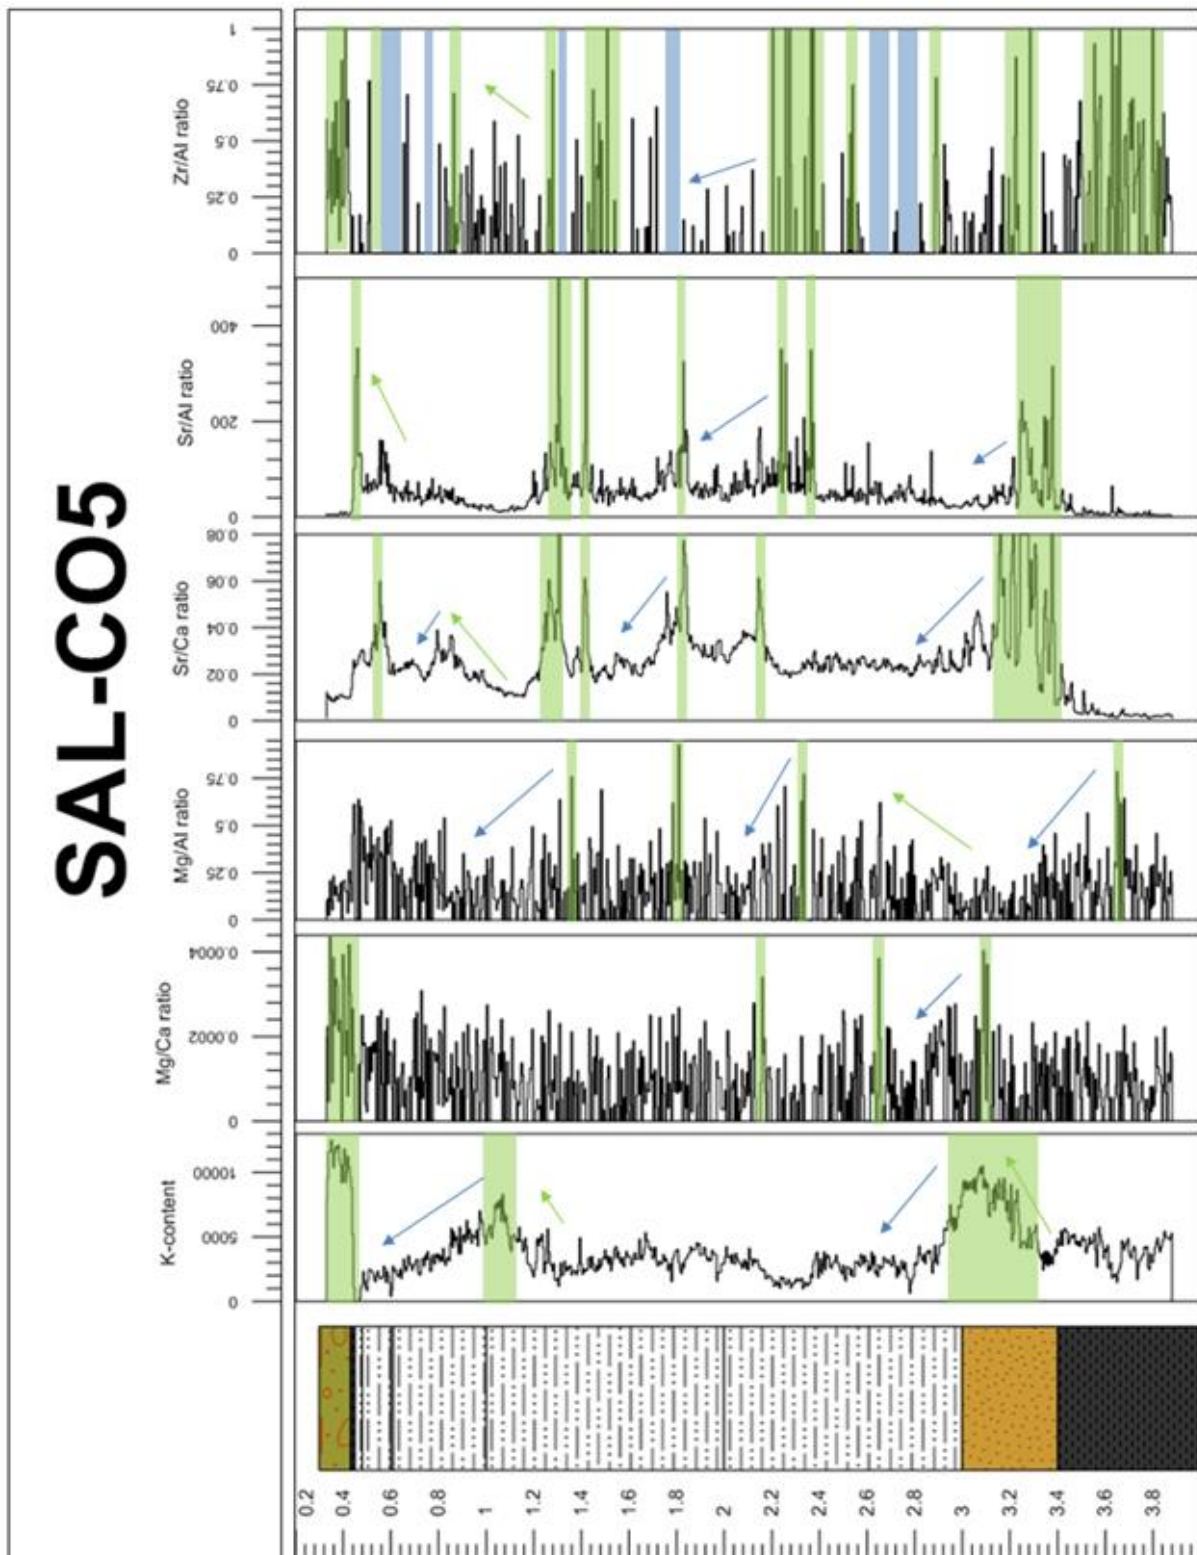 SAL-CO5
Zr/Al ratio
0 0.25 0.5 0.75 1
Sr/Al ratio
0 200 400
Sr/Ca ratio
0 0.02 0.04 0.06 0.08
Mg/Al ratio
0 0.25 0.5 0.75
Mg/Ca ratio
0 0.0002 0.0004
K-content
0 5000 10000
0.2 0.4 0.6 0.8 1 1.2 1.4 1.6 1.8 2 2.2 2.4 2.6 2.8 3 3.2 3.4 3.6 3.8